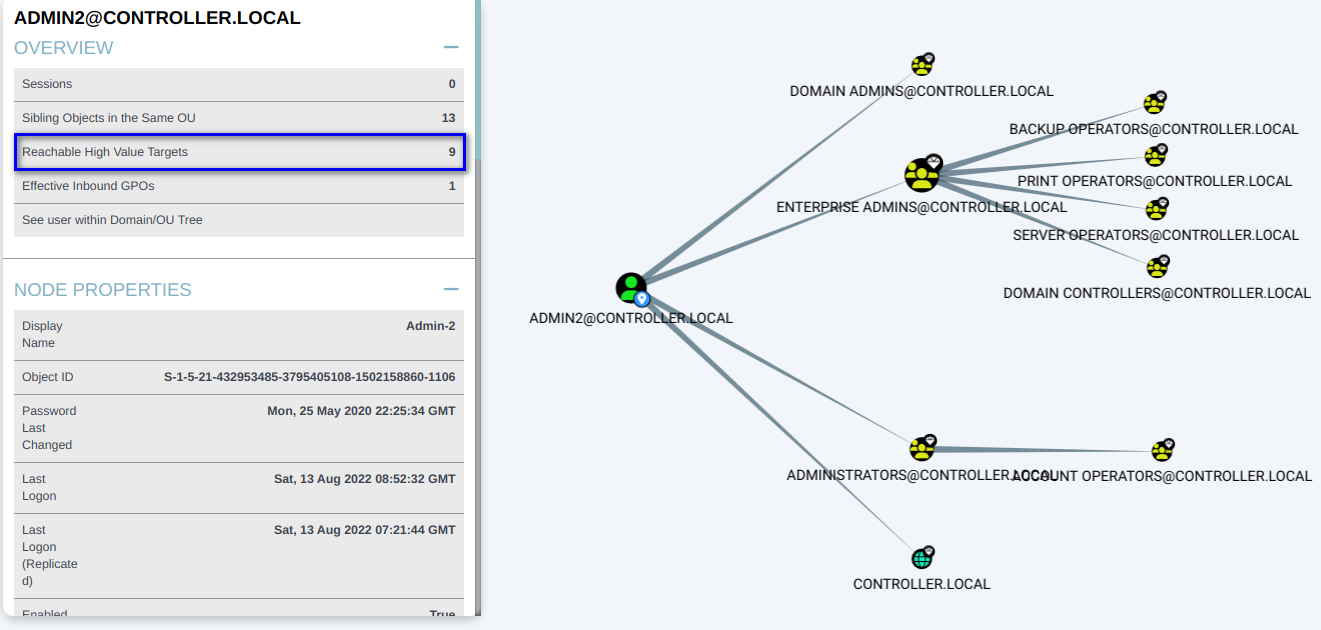 ADMIN2@CONTROLLER.LOCAL
OVERVIEW
Sessions 0
Sibling Objects in the Same OU 13
Reachable High Value Targets 9
Effective Inbound GPOs 1
See user within Domain/OU Tree
NODE PROPERTIES
Display Admin-2
Name
Object ID S-1-5-21-432953485-3795405108-1502158860-1106
Password Mon, 25 May 2020 22:25:34 GMT
Last
Changed
Last Sat, 13 Aug 2022 08:52:32 GMT
Logon
Last Sat, 13 Aug 2022 07:21:44 GMT
Logon
(Replicate
d)
Enabled True
DOMAIN ADMINS@CONTROLLER.LOCAL
BACKUP OPERATORS@CONTROLLER.LOCAL
PRINT OPERATORS@CONTROLLER.LOCAL
ENTERPRISE ADMINS@CONTROLLER.LOCAL
SERVER OPERATORS@CONTROLLER.LOCAL
DOMAIN CONTROLLERS@CONTROLLER.LOCAL
ADMIN2@CONTROLLER.LOCAL
ADMINISTRATORS@CONTROLLER.LOCAL
ACCOUNT OPERATORS@CONTROLLER.LOCAL
CONTROLLER.LOCAL